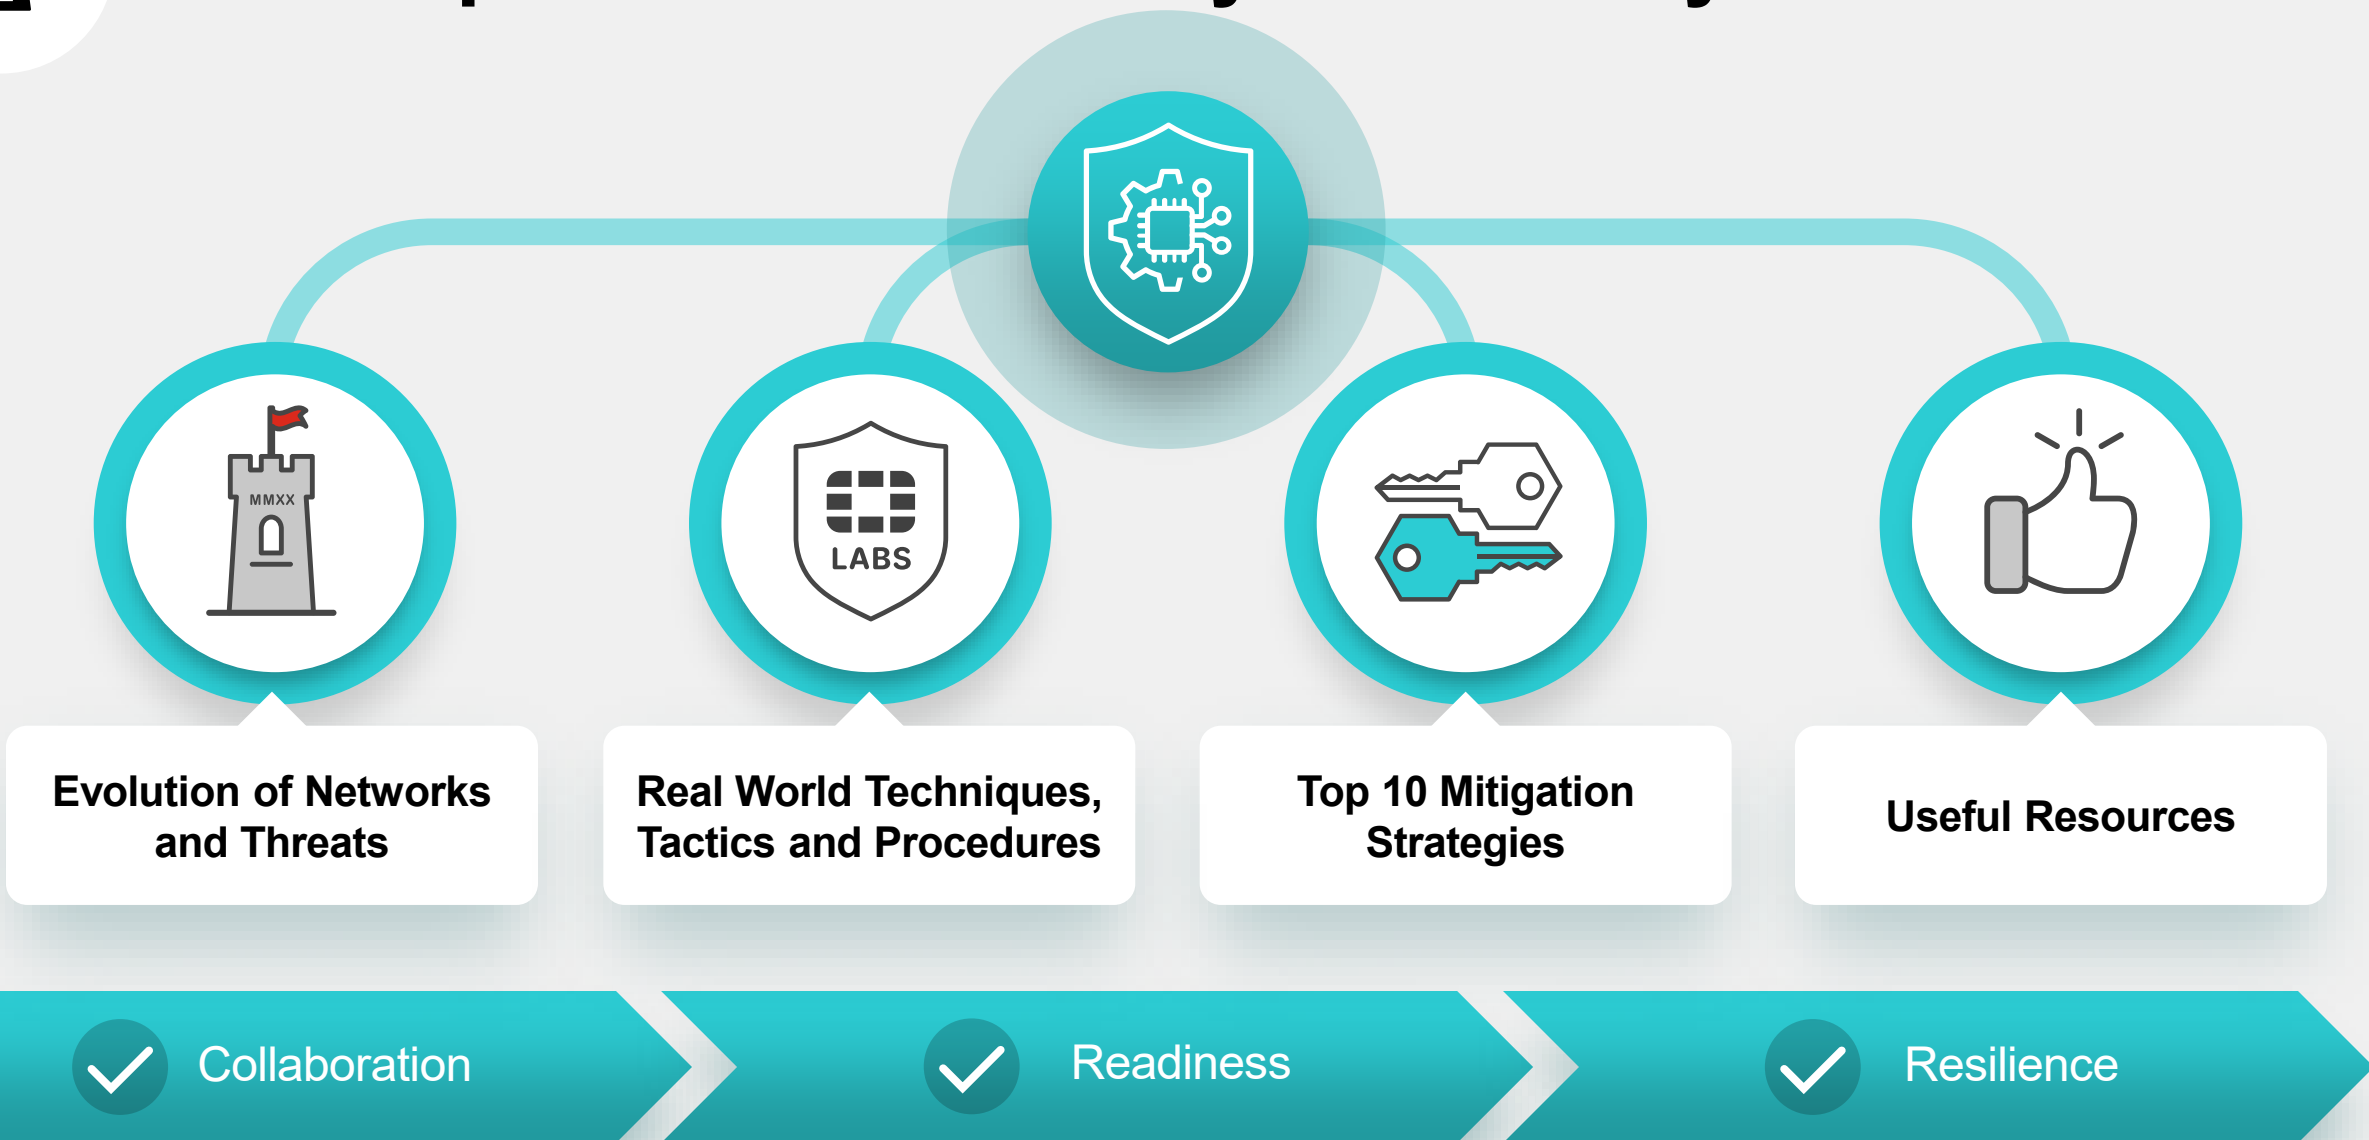 MMXX
LABS
Evolution of Networks
and Threats
Real World Techniques,
Tactics and Procedures
Top 10 Mitigation
Strategies
Useful Resources
Collaboration
Readiness
Resilience